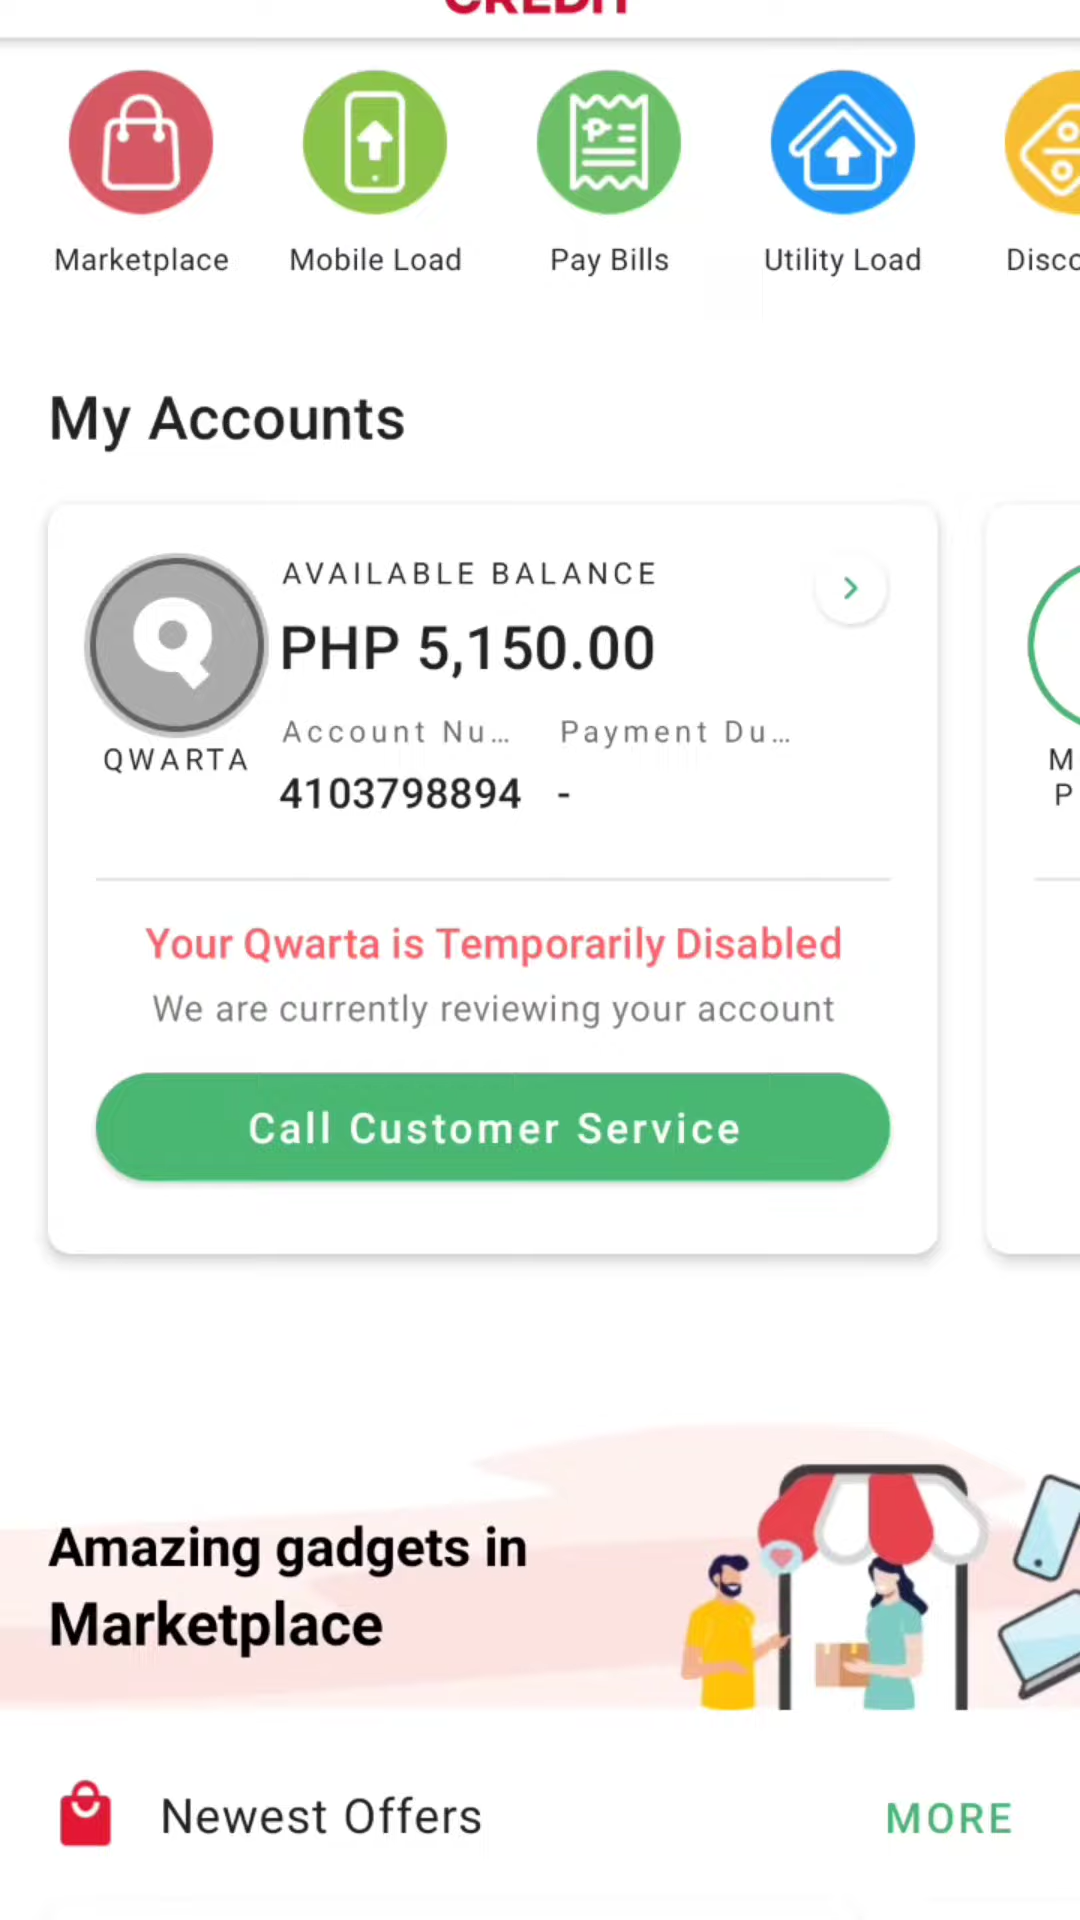 CREDIT
Marketplace
Mobile Load
Pay Bills
Utility Load
Disco
My Accounts
AVAILABLE BALANCE
PHP 5,150.00
Account Nu…
Payment Du…
QWARTA
4103798894
-
M
P
Your Qwarta is Temporarily Disabled
We are currently reviewing your account
Call Customer Service
Amazing gadgets in
Marketplace
Newest Offers
MORE